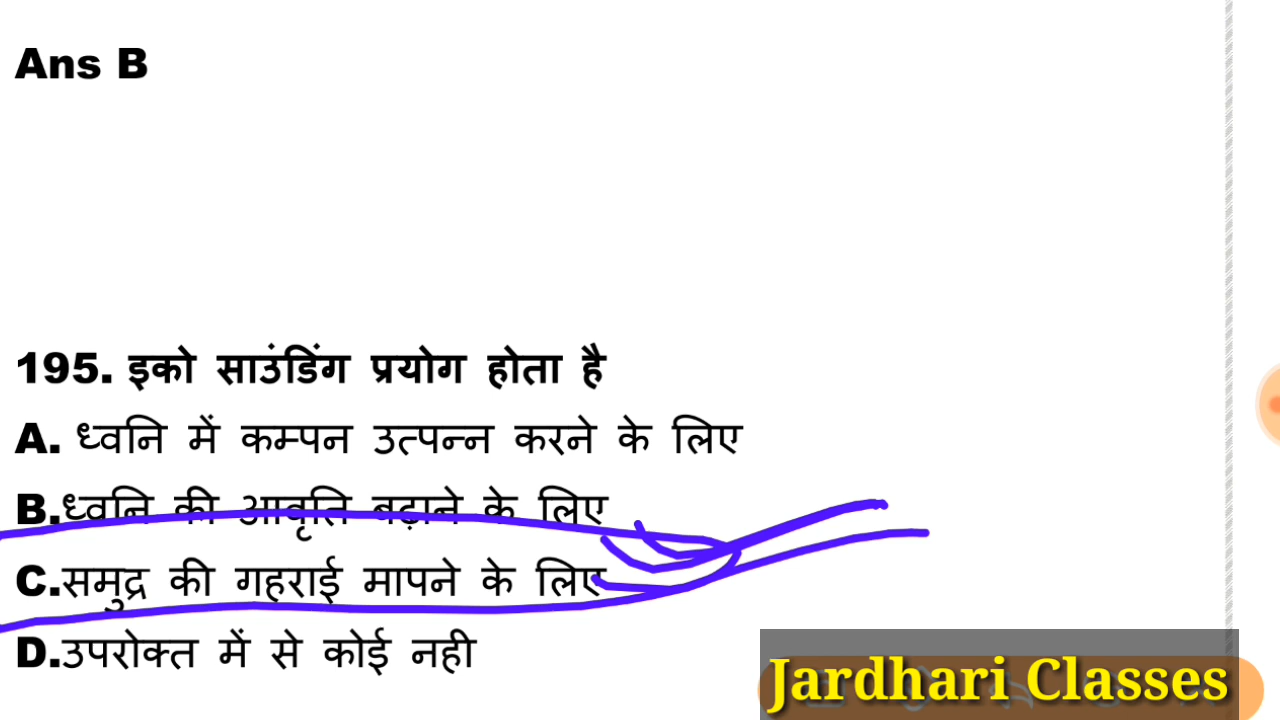 Ans B
195. इको साउंडिंग प्रयोग होता है
A. ध्वनि में कम्पन उत्पन्न करने के लिए
B.ध्वनि की आवृति बढ़ाने के लिए
C.समुद्र की गहराई मापने के लिए
D.उपरोक्त में से कोई नही
Jardhari Classes